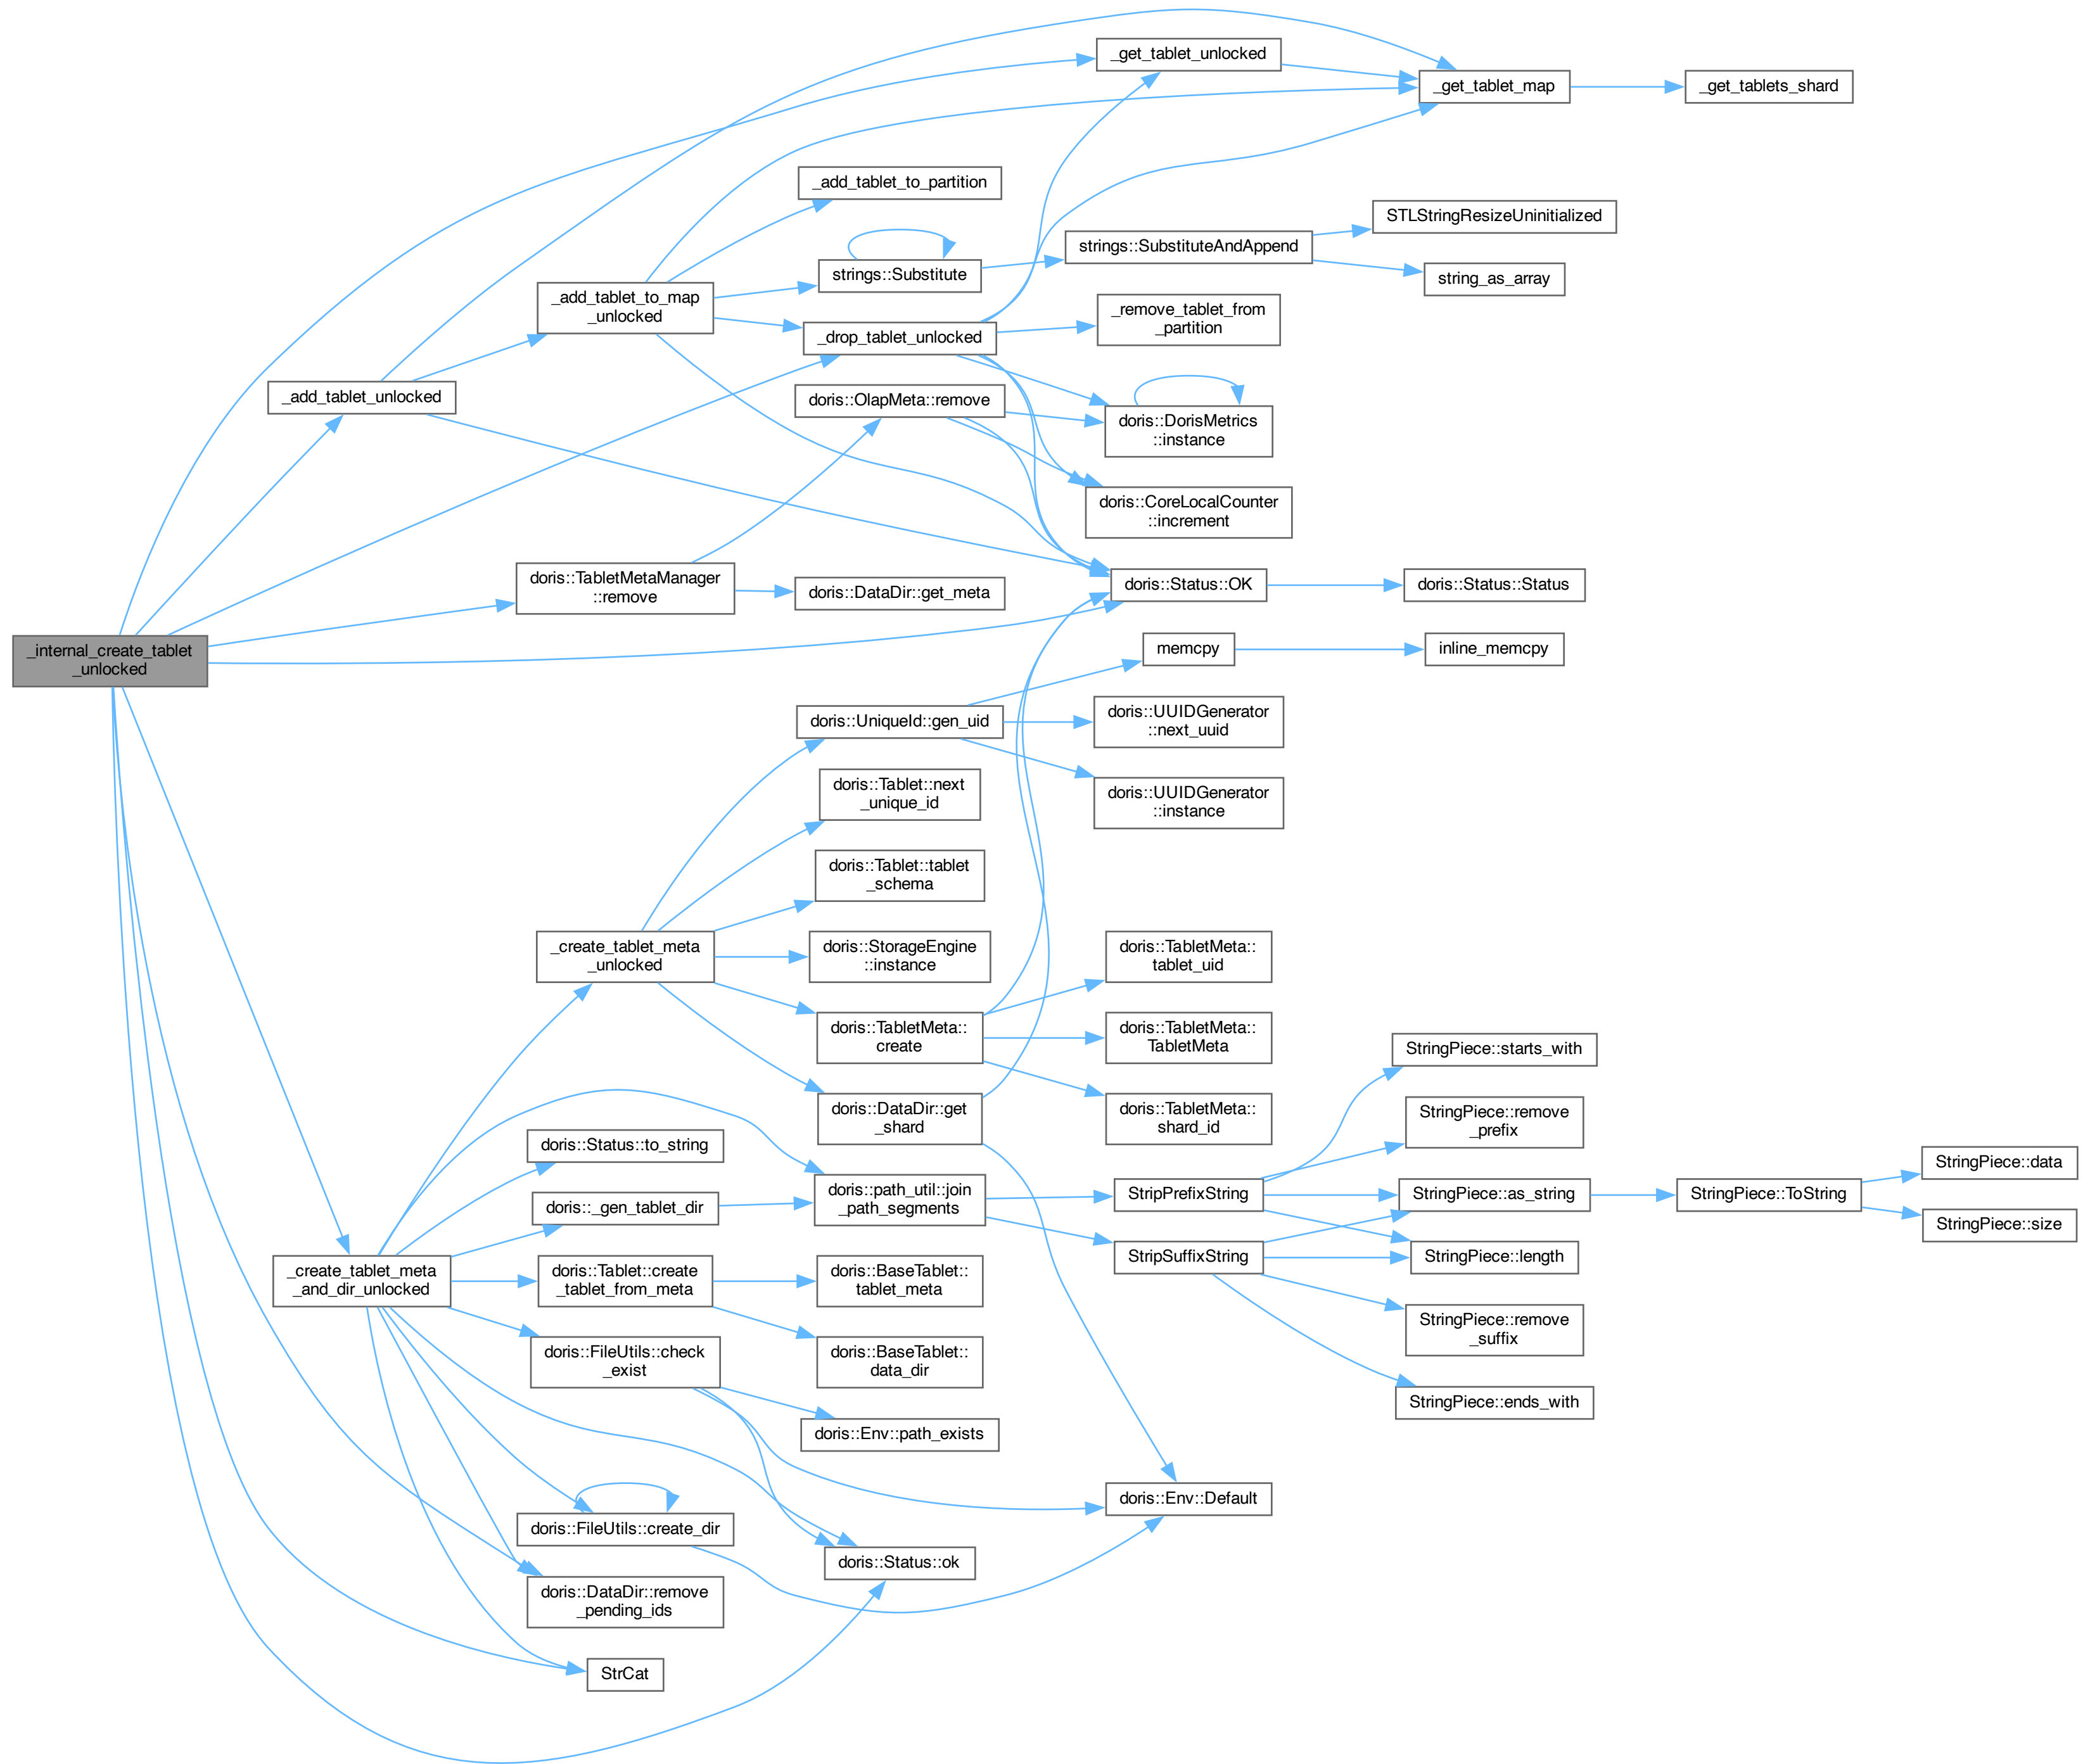 _get_tablet_unlocked
_get_tablet_map
_get_tablets_shard
_add_tablet_to_partition
STLStringResizeUninitialized
strings::SubstituteAndAppend
strings::Substitute
string_as_array
_add_tablet_to_map
_unlocked
_remove_tablet_from
_partition
_drop_tablet_unlocked
_add_tablet_unlocked
doris::OlapMeta::remove
doris::DorisMetrics
::instance
doris::CoreLocalCounter
::increment
doris::TabletMetaManager
::remove
doris::DataDir::get_meta
doris::Status::OK
doris::Status::Status
_internal_create_tablet
_unlocked
memcpy
inline_memcpy
doris::UniqueId::gen_uid
doris::UUIDGenerator
::next_uuid
doris::Tablet::next
_unique_id
doris::UUIDGenerator
::instance
doris::Tablet::tablet
_schema
_create_tablet_meta
_unlocked
doris::StorageEngine
::instance
doris::TabletMeta::
tablet_uid
doris::TabletMeta::
create
doris::TabletMeta::
TabletMeta
StringPiece::starts_with
doris::DataDir::get
_shard
doris::TabletMeta::
shard_id
StringPiece::remove
_prefix
doris::Status::to_string
StringPiece::data
doris::path_util::join
_path_segments
StripPrefixString
StringPiece::as_string
StringPiece::ToString
doris::_gen_tablet_dir
StringPiece::size
StripSuffixString
StringPiece::length
_create_tablet_meta
_and_dir_unlocked
doris::Tablet::create
_tablet_from_meta
doris::BaseTablet::
tablet_meta
StringPiece::remove
_suffix
doris::FileUtils::check
_exist
doris::BaseTablet::
data_dir
StringPiece::ends_with
doris::Env::path_exists
doris::Env::Default
doris::FileUtils::create_dir
doris::Status::ok
doris::DataDir::remove
_pending_ids
StrCat